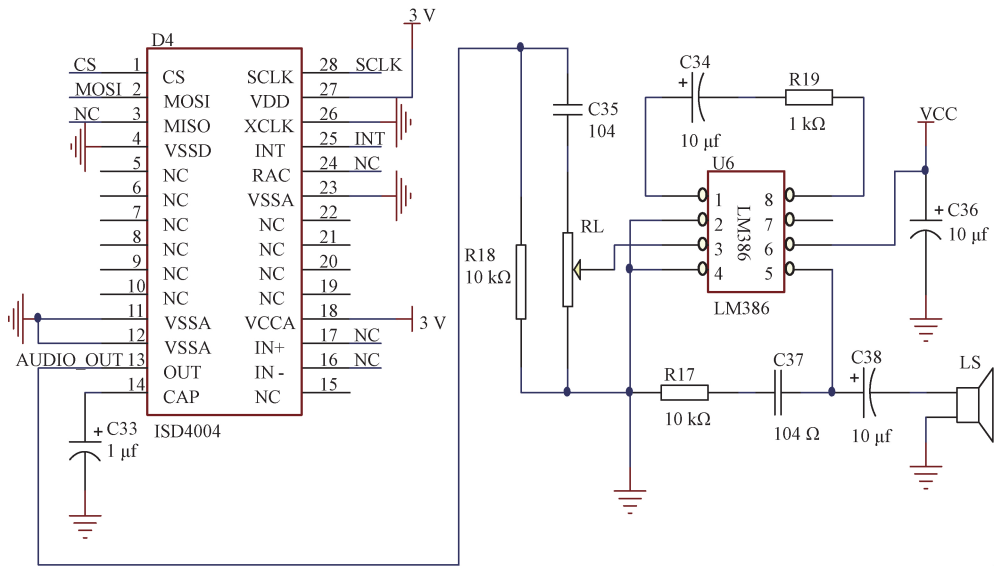 3 V
D4
CS 1 CS SCLK 28 SCLK
MOSI 2 MOSI VDD 27
NC 3 MISO XCLK 26
4 VSSD INT 25 INT
5 NC RAC 24 NC
6 NC VSSA 23
7 NC NC 22
8 NC NC 21
9 NC NC 20
10 NC NC 19
11 VSSA VCCA 18 3 V
12 VSSA IN+ 17 NC
AUDIO_OUT 13 OUT IN- 16 NC
14 CAP NC 15
ISD4004
+ C33
1 μf
C35
104
R18
10 kΩ
RL
C34
+
10 μf
R19
1 kΩ
U6
1 8
2 7
3 6
4 5
LM386
LM386
VCC
+ C36
10 μf
R17
10 kΩ
C37
104 Ω
C38
+
10 μf
LS